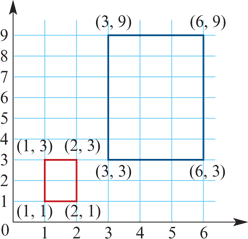 (3, 9) (6, 9)
9
8
7
6
5
4
(1, 3) (2, 3)
3
(3, 3) (6, 3)
2
1
(1, 1) (2, 1)
0 1 2 3 4 5 6